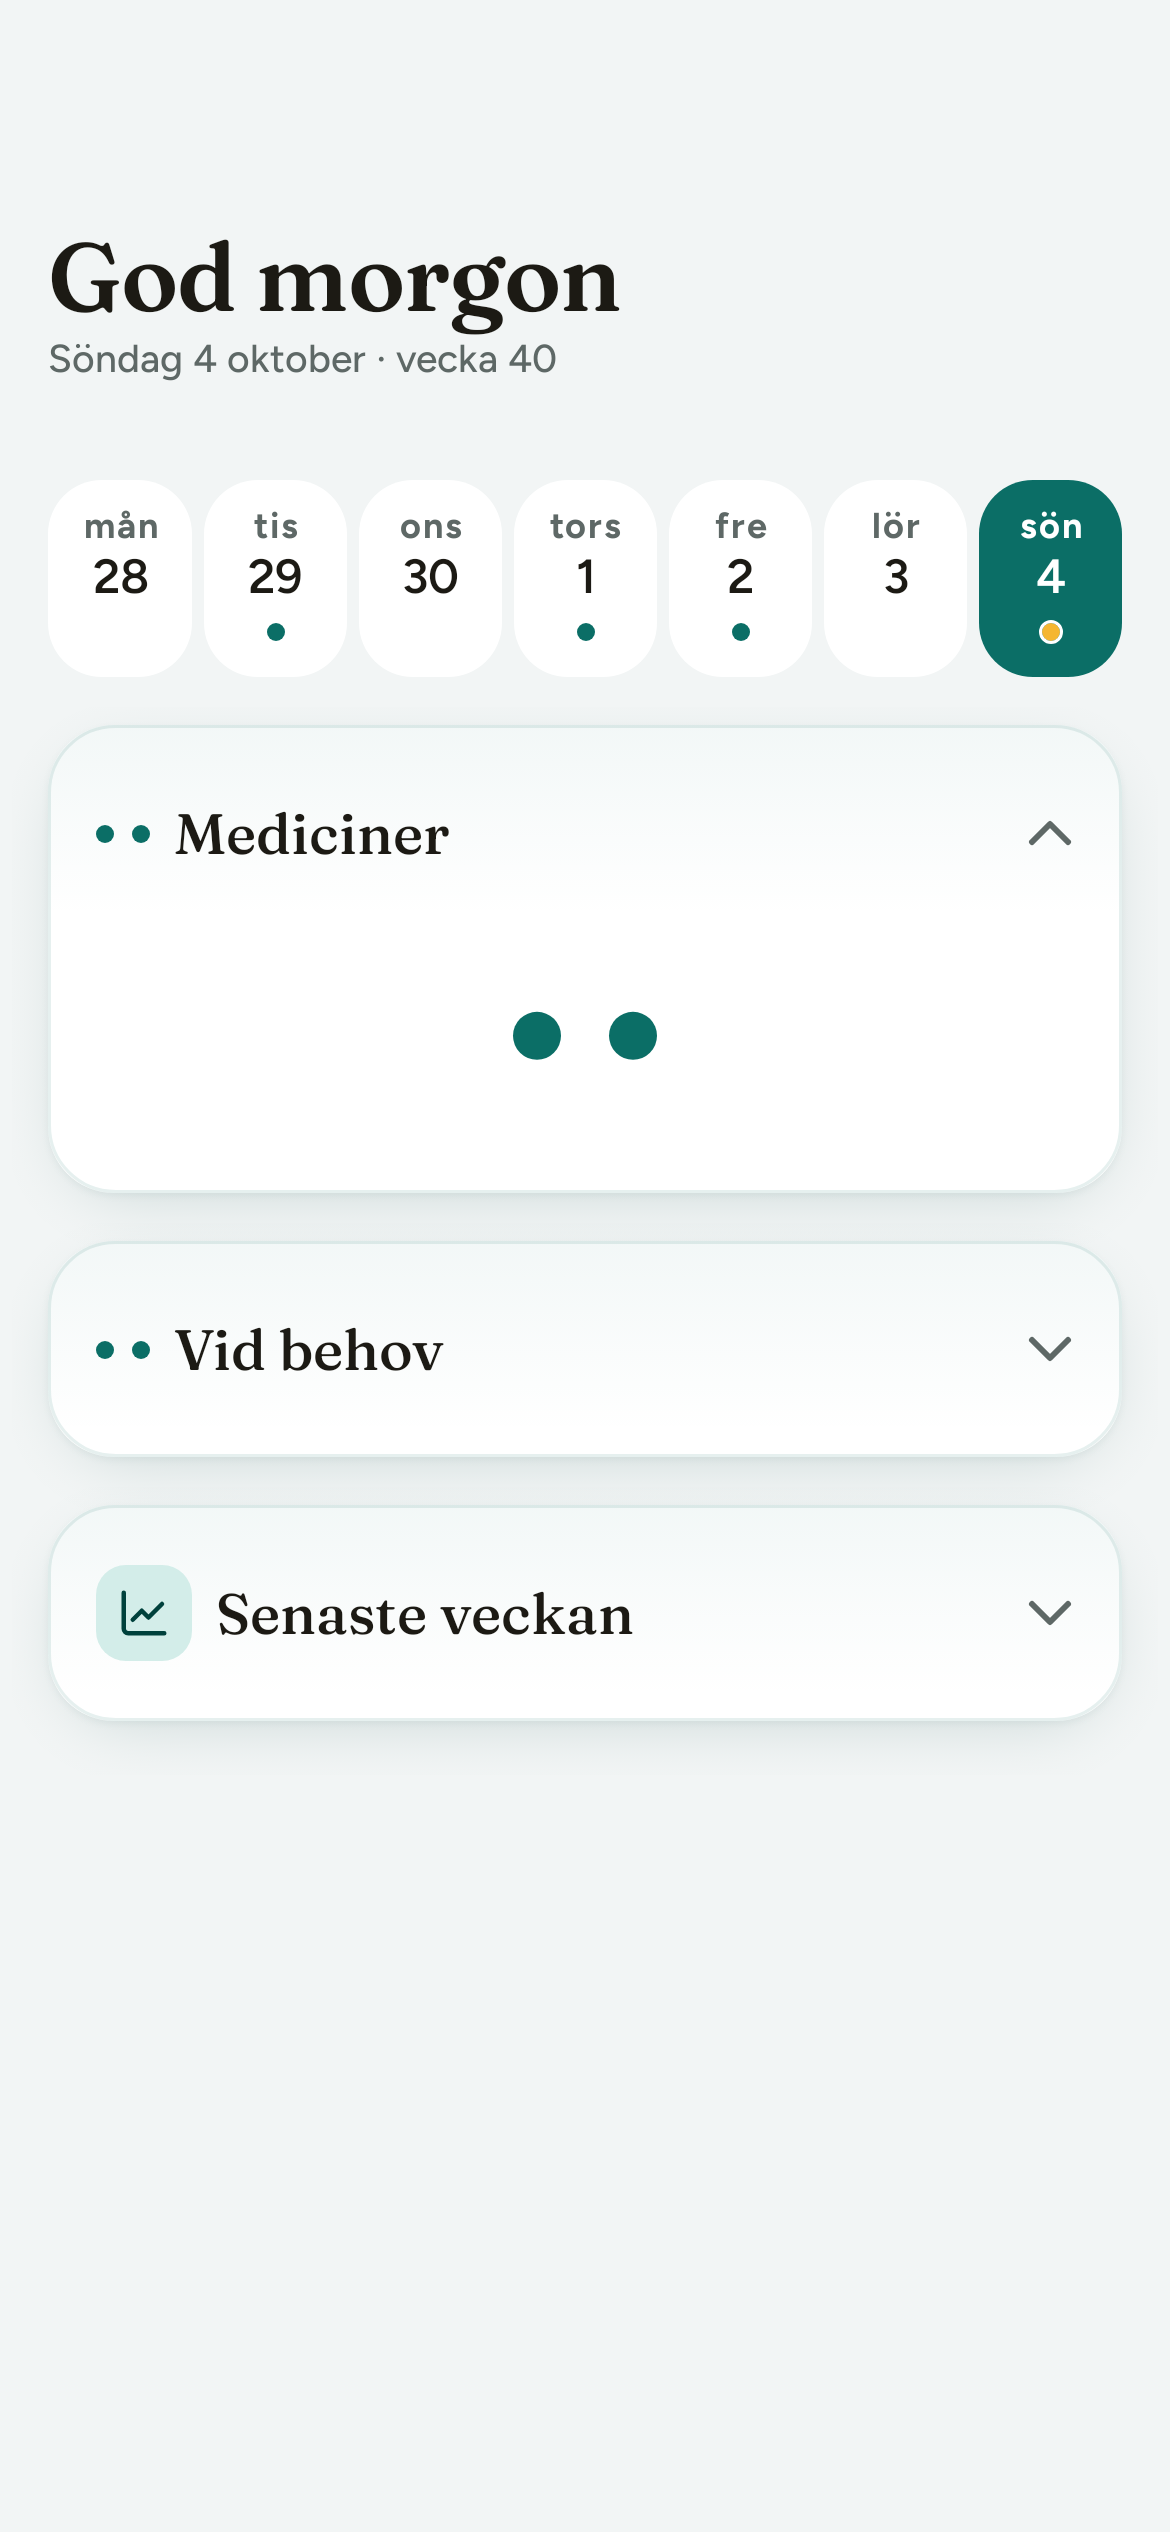 God morgon
Söndag 4 oktober · vecka 40
mån tis ons tors fre lör sön
28 29 30 1 2 3 4
Mediciner
Vid behov
Senaste veckan